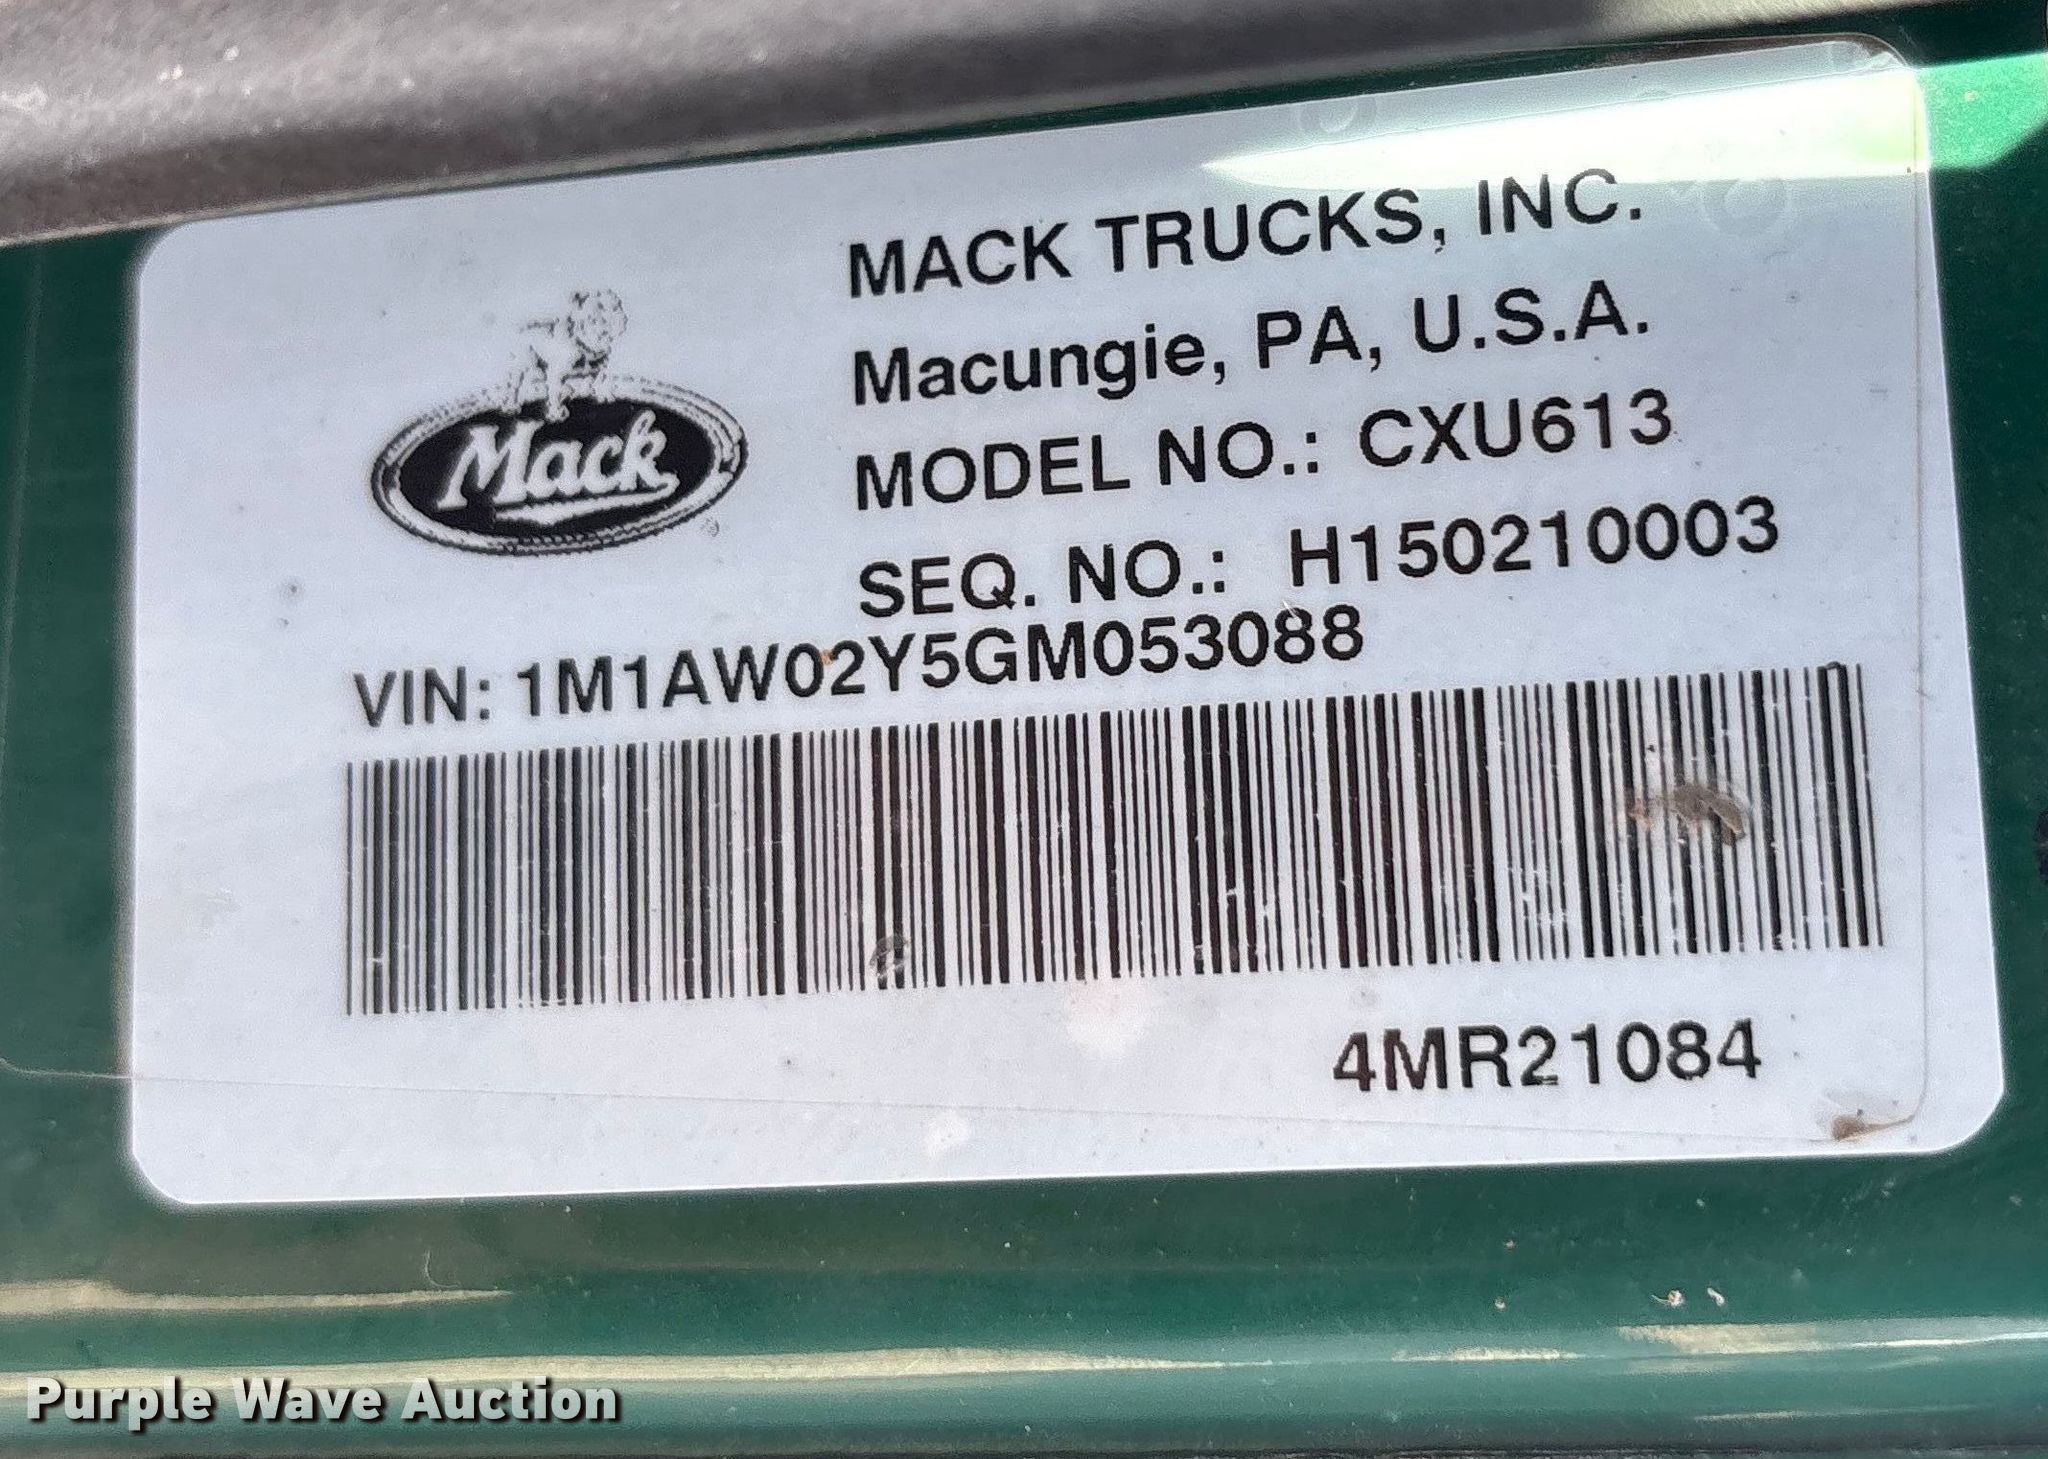 MACK TRUCKS, INC.
Macungie, PA, U.S.A.
Mack
MODEL NO.: CXU613
SEQ. NO.: H150210003
VIN: 1M1AW02Y5GM053088
4MR21084
Purple Wave Auction